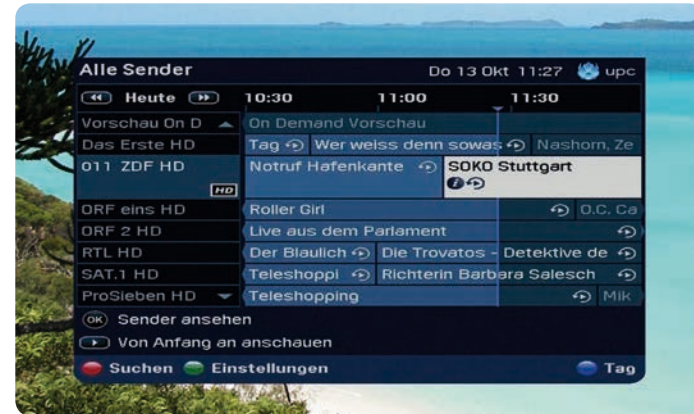 Alle Sender Do 13 Okt 11:27 upc
Heute 10:30 11:00 11:30
Vorschau On D On Demand Vorschau
Das Erste HD Tag Wer weiss denn sowas Nashorn, Ze
011 ZDF HD Notruf Hafenkante SOKO Stuttgart
HD
ORF eins HD Roller Girl O.C. Ca
ORF 2 HD Live aus dem Parlament
RTL HD Der Blaulich Die Trovatos - Detektive de
SAT.1 HD Teleshoppi Richterin Barbara Salesch
ProSieben HD Teleshopping Mik
OK Sender ansehen
Von Anfang an anschauen
Suchen Einstellungen Tag